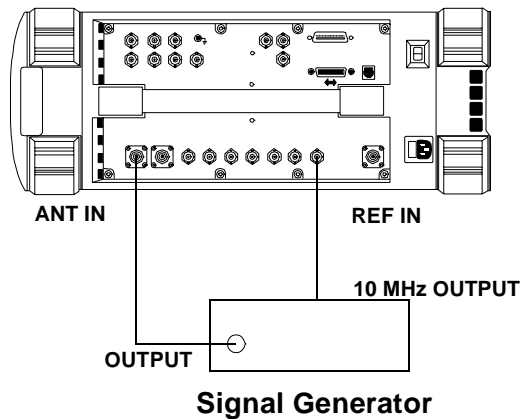 ANT IN
REF IN
10 MHz OUTPUT
OUTPUT
Signal Generator